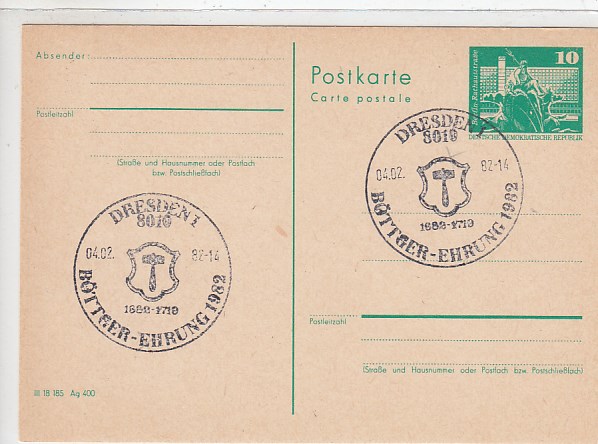 Absender:
Postleitzahl
(Straße und Hausnummer oder Postfach
bzw. Postschließfach)
DRESDEN 1
8010
04.02. 82-14
1682-1719
BÖTTGER-EHRUNG 1982
III 18 185 Ag 400
Postkarte
Carte postale
10
Berlin, Rathausstraße
DEUTSCHE DEMOKRATISCHE REPUBLIK
DRESDEN 1
8010
04.02. 82-14
1682-1719
BÖTTGER-EHRUNG 1982
Postleitzahl
(Straße und Hausnummer oder Postfach bzw. Postschließfach)